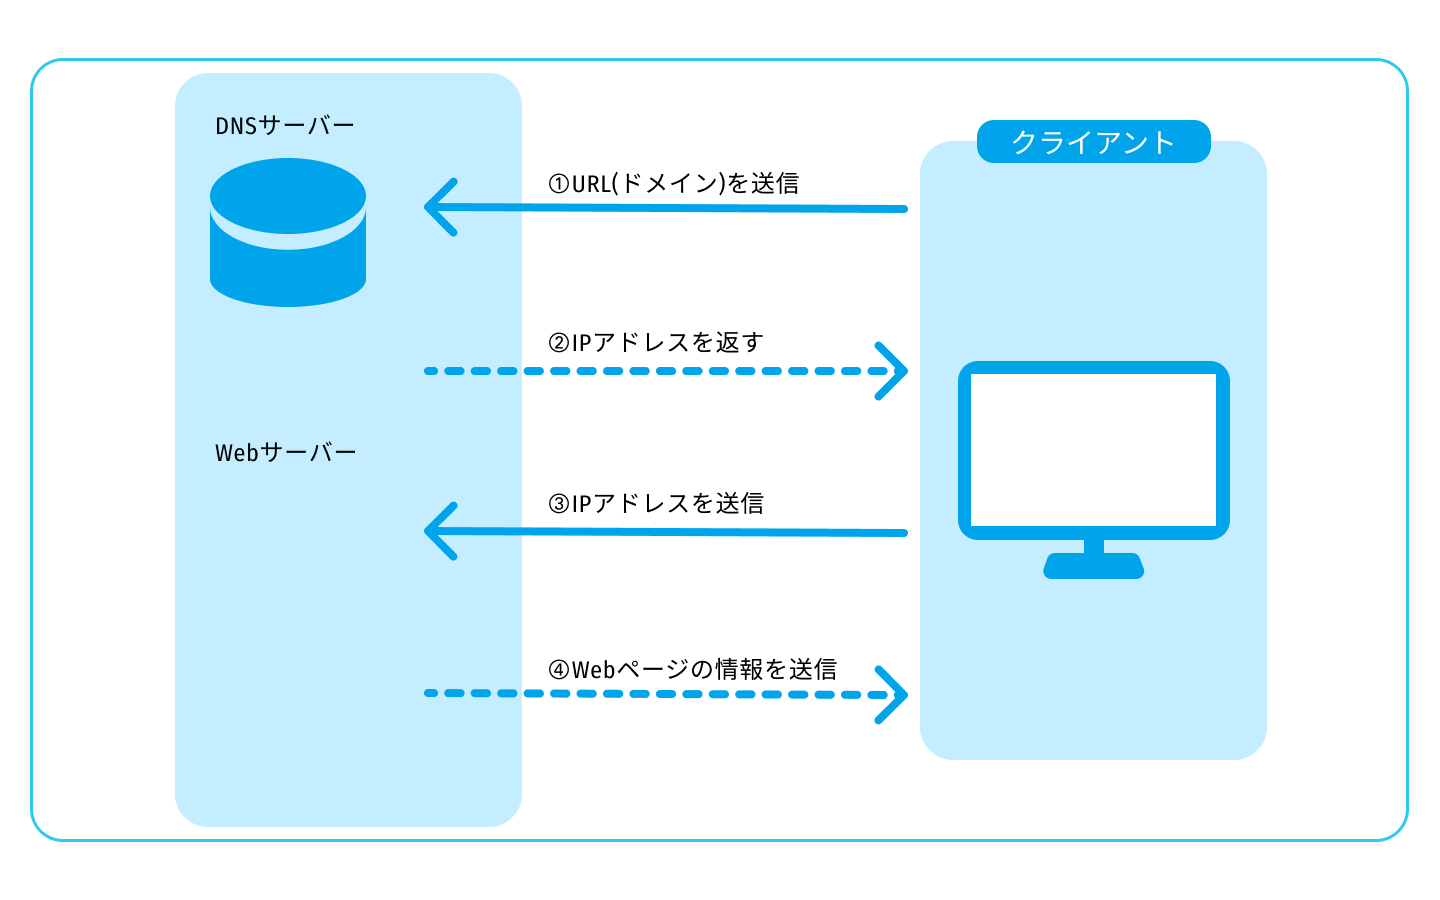 DNSサーバー
クライアント
①URL(ドメイン)を送信
②IPアドレスを返す
Webサーバー
③IPアドレスを送信
④Webページの情報を送信